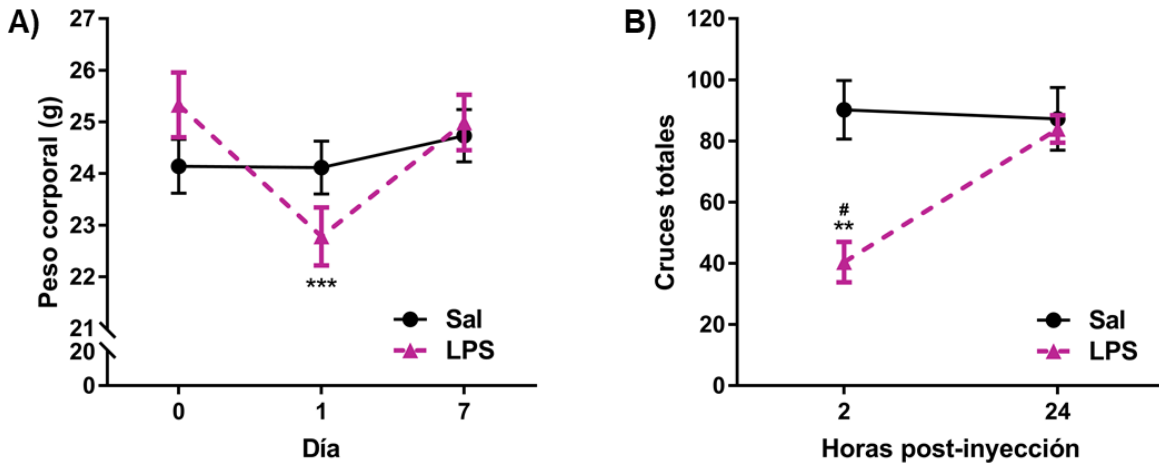 A)
Peso corporal (g)
27
26
25
24
23
22
21
20
0
***
Sal
LPS
0
1
7
Día
B)
Cruces totales
120
100
80
60
40
20
0
#
**
Sal
LPS
2
24
Horas post-inyección